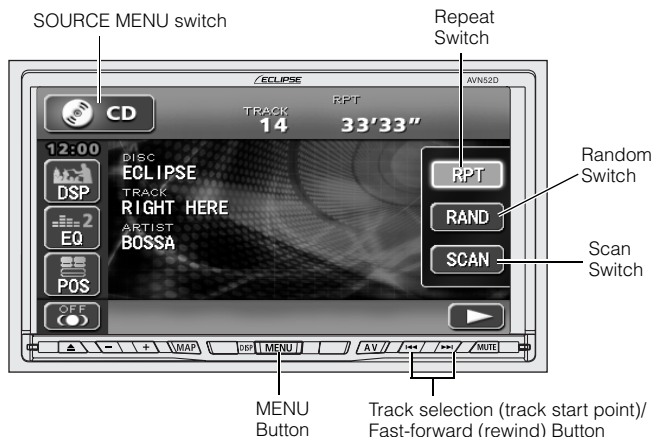 SOURCE MENU switch
Repeat
Switch
ECLIPSE
AVN52D
CD
TRACK
14
RPT
33'33"
12:00
DSP
EQ 2
POS
OFF
DISC
ECLIPSE
TRACK
RIGHT HERE
ARTIST
BOSSA
RPT
RAND
SCAN
Random
Switch
Scan
Switch
MAP
DISP
MENU
AV
MUTE
MENU
Button
Track selection (track start point)/
Fast-forward (rewind) Button